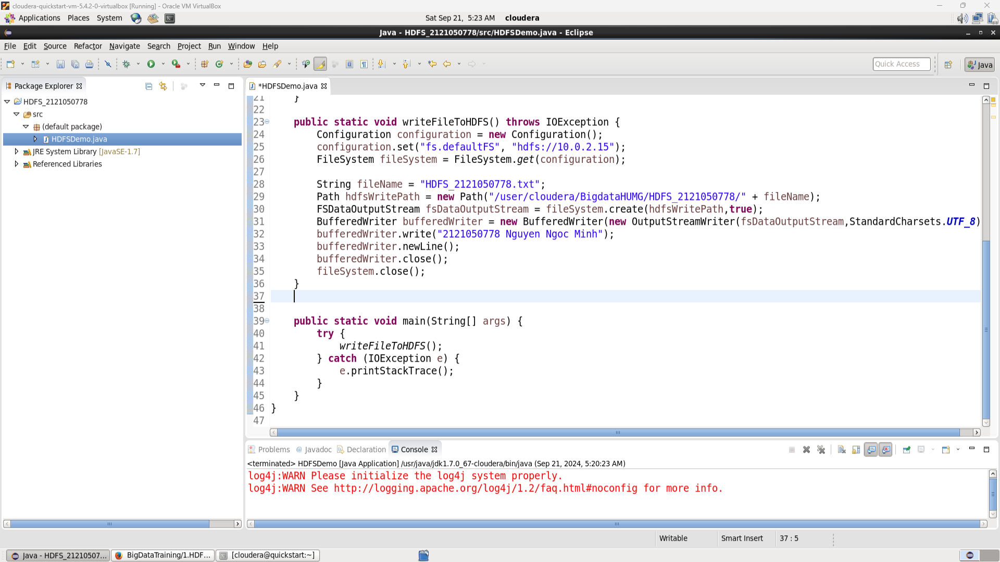 cloudera-quickstart-vm-5.4.2-0-virtualbox [Running] - Oracle VM VirtualBox
Applications Places System Sat Sep 21, 5:23 AM cloudera
Java - HDFS_2121050778/src/HDFSDemo.java - Eclipse
File Edit Source Refactor Navigate Search Project Run Window Help
Quick Access Java
Package Explorer
HDFS_2121050778
src
(default package)
HDFSDemo.java
JRE System Library [JavaSE-1.7]
Referenced Libraries
*HDFSDemo.java
21 }
22
23 public static void writeFileToHDFS() throws IOException {
24 Configuration configuration = new Configuration();
25 configuration.set("fs.defaultFS", "hdfs://10.0.2.15");
26 FileSystem fileSystem = FileSystem.get(configuration);
27
28 String fileName = "HDFS_2121050778.txt";
29 Path hdfsWritePath = new Path("/user/cloudera/BigdataHUMG/HDFS_2121050778/" + fileName);
30 FSDataOutputStream fsDataOutputStream = fileSystem.create(hdfsWritePath,true);
31 BufferedWriter bufferedWriter = new BufferedWriter(new OutputStreamWriter(fsDataOutputStream,StandardCharsets.UTF_8)
32 bufferedWriter.write("2121050778 Nguyen Ngoc Minh");
33 bufferedWriter.newLine();
34 bufferedWriter.close();
35 fileSystem.close();
36 }
37
38
39 public static void main(String[] args) {
40 try {
41 writeFileToHDFS();
42 } catch (IOException e) {
43 e.printStackTrace();
44 }
45 }
46 }
47
Problems @ Javadoc Declaration Console
<terminated> HDFSDemo [Java Application] /usr/java/jdk1.7.0_67-cloudera/bin/java (Sep 21, 2024, 5:20:23 AM)
log4j:WARN Please initialize the log4j system properly.
log4j:WARN See http://logging.apache.org/log4j/1.2/faq.html#noconfig for more info.
Writable Smart Insert 37 : 5
Java - HDFS_21210507... BigDataTraining/1.HDF... [cloudera@quickstart:~]